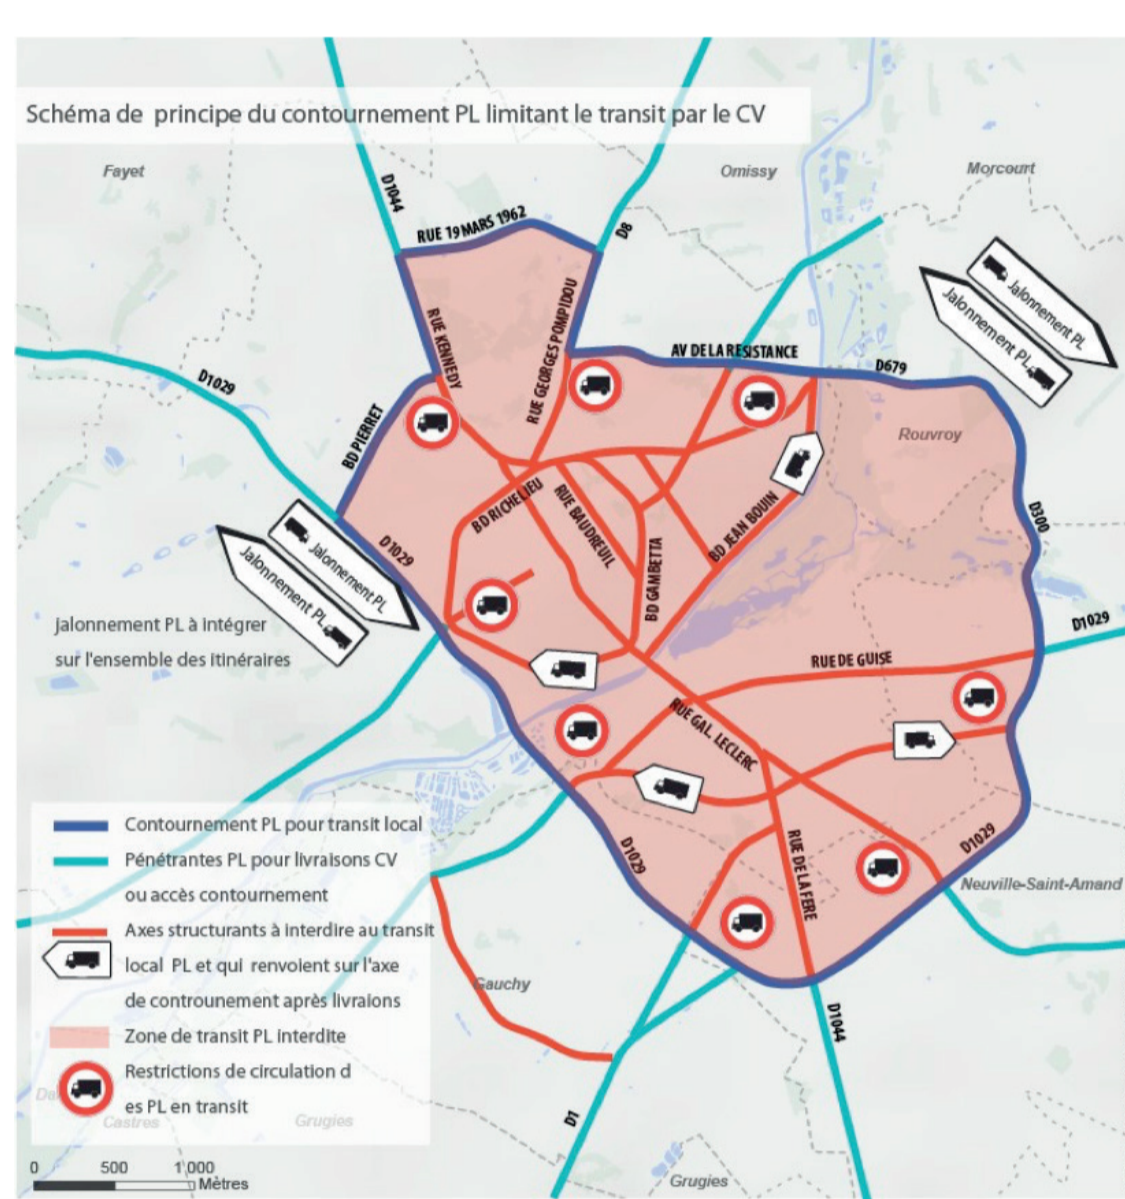 Schéma de principe du contournement PL limitant le transit par le CV
Fayet
Omissy
Morcourt
D1044
RUE 19 MARS 1962
D8
Jalonnement PL
Jalonnement PL
RUE KENNEDY
RUE GEORGES POMPIDOU
AV DE LA RESISTANCE
D679
D1029
BD PIERRET
Rouvroy
BD RICHELIEU
RUE BAUDREUIL
BD JEAN BOUIN
D300
D1029
BD GAMBETTA
Jalonnement PL
Jalonnement PL
jalonnement PL à intégrer
sur l'ensemble des itinéraires
D1029
RUE DE GUISE
RUE GAL. LECLERC
D1029
RUE DE LA FERE
D1029
Neuville-Saint-Amand
Contournement PL pour transit local
Pénétrantes PL pour livraisons CV
ou accès contournement
Axes structurants à interdire au transit
local PL et qui renvoient sur l'axe
de controunement après livraions
Zone de transit PL interdite
Restrictions de circulation d
es PL en transit
Gauchy
D1044
Castres
Grugies
D1
Grugies
0 500 1'000
Mètres